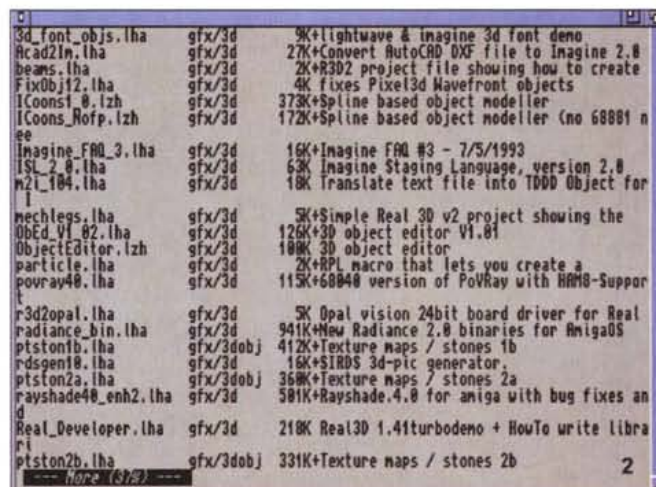 3d_font_objs.lha gfx/3d 9K+lightwave & imagine 3d font demo
Acad2Im.lha gfx/3d 27K+Convert AutoCAD DXF file to Imagine 2.0
beams.lha gfx/3d 2K+R3D2 project file showing how to create
FixObj12.lha gfx/3d 4K fixes Pixel3d Wavefront objects
ICoons1_0.lzh gfx/3d 373K+Spline based object modeller
ICoons_Nofp.lzh gfx/3d 172K+Spline based object modeller (no 68881 n
ee
Imagine_FAQ_3.lha gfx/3d 16K+Imagine FAQ #3 - 7/5/1993
ISL_2_0.lha gfx/3d 63K Imagine Staging Language, version 2.0
m2i_104.lha gfx/3d 18K Translate text file into TDDD Object for
i
mechlegs.lha gfx/3d 5K+Simple Real 3D v2 project showing the
ObEd_V1_02.lha gfx/3d 126K+3D object editor V1.01
ObjectEditor.lzh gfx/3d 100K 3D object editor
particle.lha gfx/3d 2K+RPL macro that lets you create a
povray40.lha gfx/3d 115K+68040 version of PoVRay with HAM8-Suppor
t
r3d2opal.lha gfx/3d 5K Opal vision 24bit board driver for Real
radiance_bin.lha gfx/3d 941K+New Radiance 2.0 binaries for AmigaOS
ptston1b.lha gfx/3dobj 412K+Texture maps / stones 1b
rdsgen10.lha gfx/3d 16K+SIRDS 3d-pic generator.
ptston2a.lha gfx/3dobj 360K+Texture maps / stones 2a
rayshade40_enh2.lha gfx/3d 501K+Rayshade.4.0 for amiga with bug fixes an
d
Real_Developer.lha gfx/3d 218K Real3D 1.41turbodemo + HowTo write libra
ri
ptston2b.lha gfx/3dobj 331K+Texture maps / stones 2b
--- More (37%) ---
2